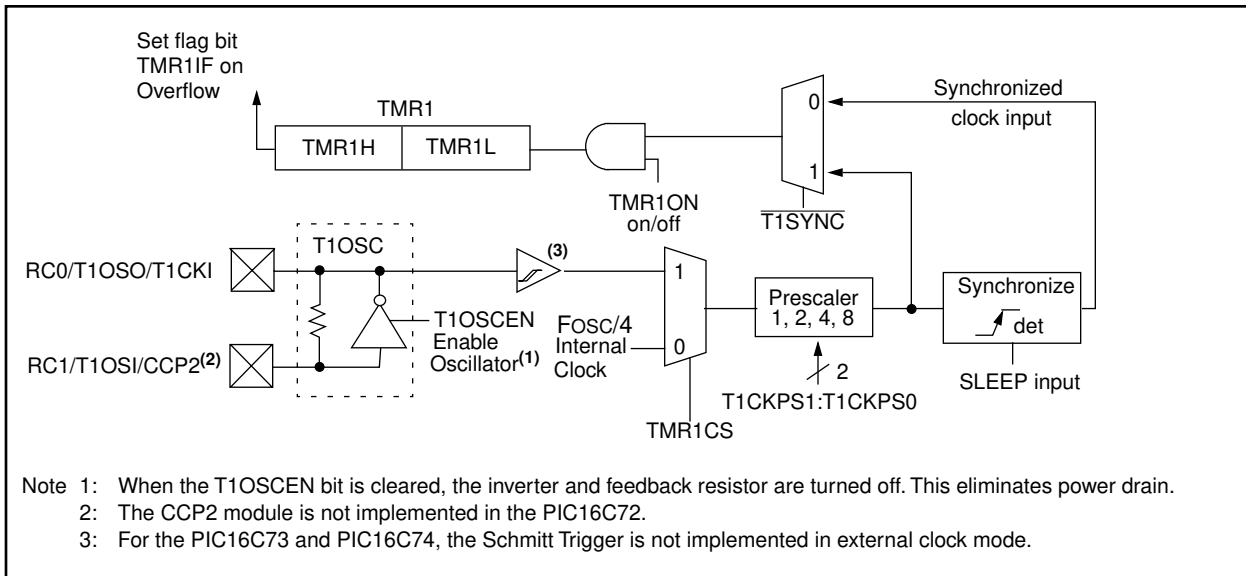 Set flag bit
TMR1IF on
Overflow
TMR1
TMR1H
TMR1L
TMR1ON
on/off
0
1
T1SYNC
Synchronized
clock input
RC0/T1OSO/T1CKI
RC1/T1OSI/CCP2(2)
T1OSC
T1OSCEN
Enable
Oscillator(1)
(3)
FOSC/4
Internal
Clock
1
0
TMR1CS
Prescaler
1, 2, 4, 8
2
T1CKPS1:T1CKPS0
Synchronize
det
SLEEP input
Note 1: When the T1OSCEN bit is cleared, the inverter and feedback resistor are turned off. This eliminates power drain.
2: The CCP2 module is not implemented in the PIC16C72.
3: For the PIC16C73 and PIC16C74, the Schmitt Trigger is not implemented in external clock mode.